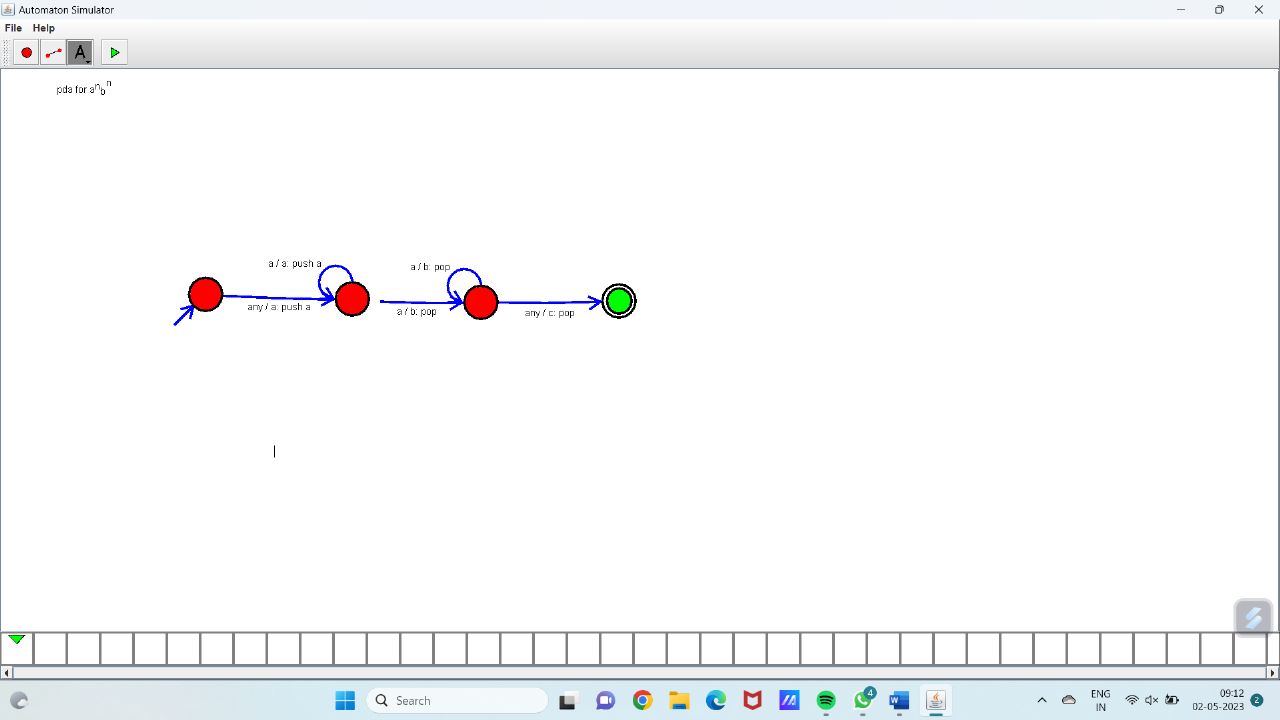 Automaton Simulator
File Help
A
pda for aⁿbⁿ
a / a: push a
a / b: pop
any / a: push a
a / b: pop
any / c: pop
Search
4
W
ENG
IN
09:12
02-05-2023
2